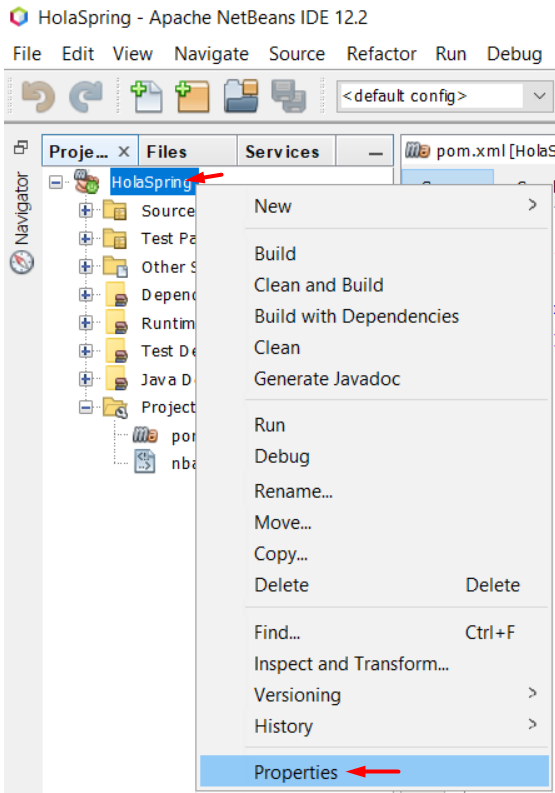 HolaSpring - Apache NetBeans IDE 12.2
File Edit View Navigate Source Refactor Run Debug
<default config>
Proje... × Files Services
pom.xml [HolaS
Navigator
HolaSpring
Source
Test Pa
Other S
Depend
Runtim
Test De
Java D
Project
por
nba
New >
Build
Clean and Build
Build with Dependencies
Clean
Generate Javadoc
Run
Debug
Rename...
Move...
Copy...
Delete Delete
Find... Ctrl+F
Inspect and Transform...
Versioning >
History >
Properties